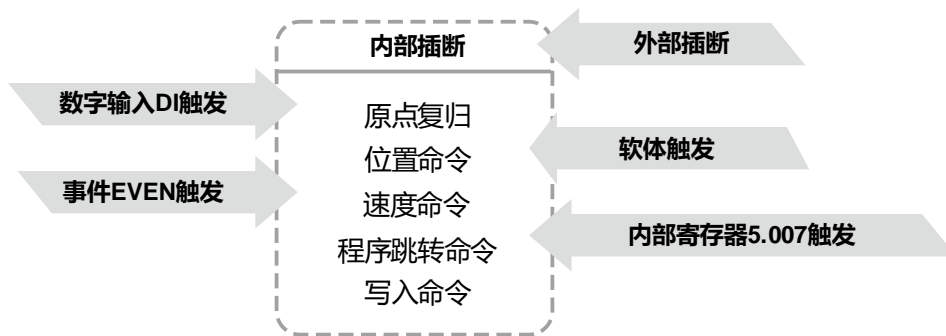 内部插断
外部插断
数字输入DI触发
原点复归
位置命令
软体触发
事件EVEN触发
速度命令
内部寄存器5.007触发
程序跳转命令
写入命令